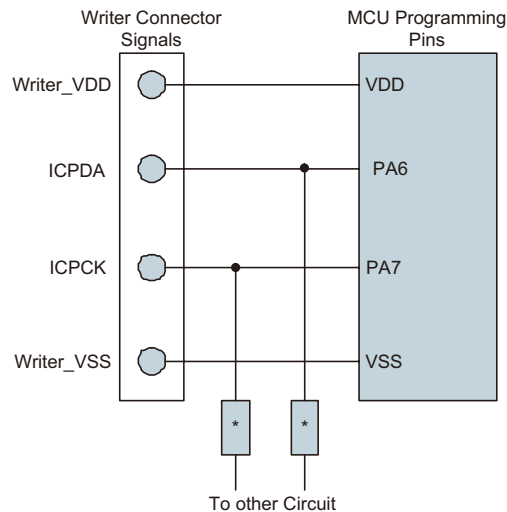 Writer Connector
Signals
MCU Programming
Pins
Writer_VDD
VDD
ICPDA
PA6
ICPCK
PA7
Writer_VSS
VSS
*
*
To other Circuit